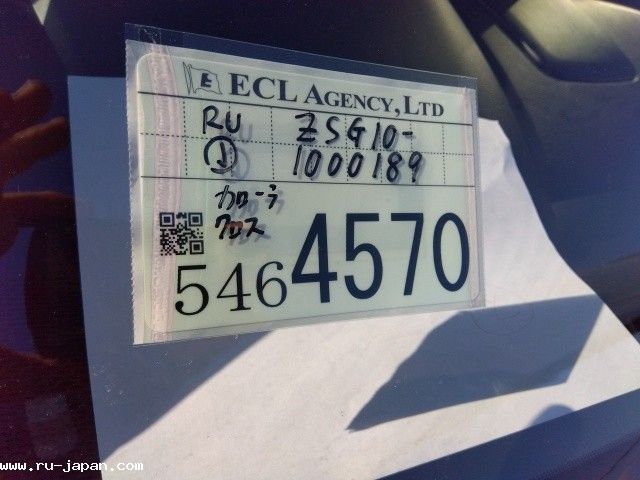 E ECL AGENCY, LTD
RU ZSG10-
① 1000189
カローラ
クロス
546 4570
www.ru-japan.com